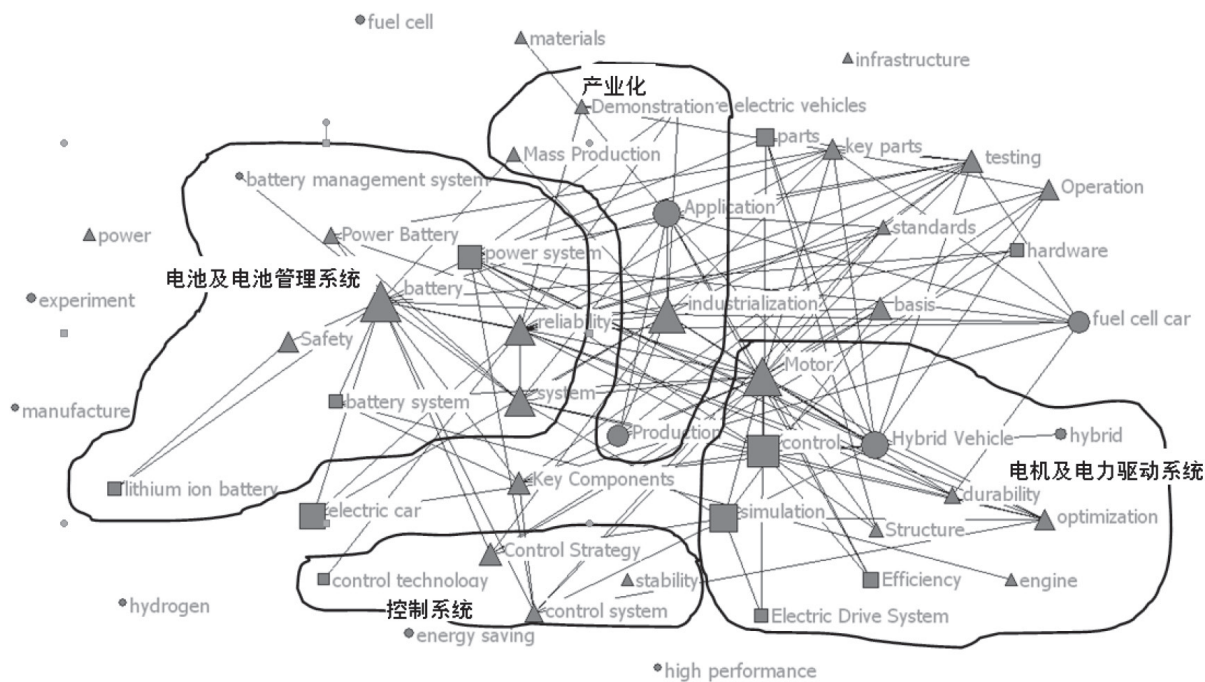 fuel cell
materials
infrastructure
产业化
Demonstration
e electric vehicles
parts
key parts
testing
Mass Production
battery management system
Operation
Application
power
Power Battery
standards
power system
hardware
电池及电池管理系统
battery
experiment
industrialization
basis
reliability
fuel cell car
Safety
Motor
manufacture
battery system
system
Production
control
Hybrid Vehicle
hybrid
电机及电力驱动系统
lithium ion battery
Key Components
durability
electric car
simulation
optimization
Structure
Control Strategy
control technology
stability
Efficiency
engine
hydrogen
控制系统
control system
Electric Drive System
energy saving
high performance